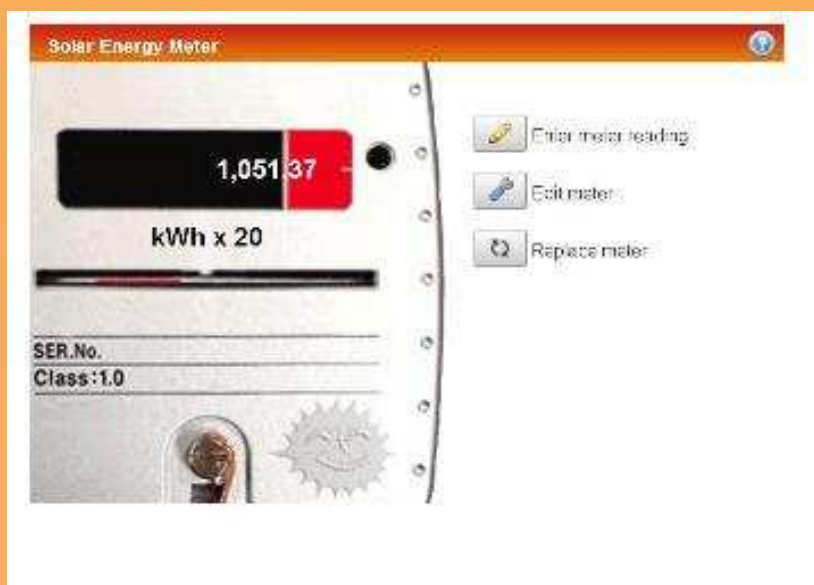 Solar Energy Meter
1,051,37
kWh x 20
SER.No.
Class:1.0
Enter meter reading
Edit meter
Replace meter